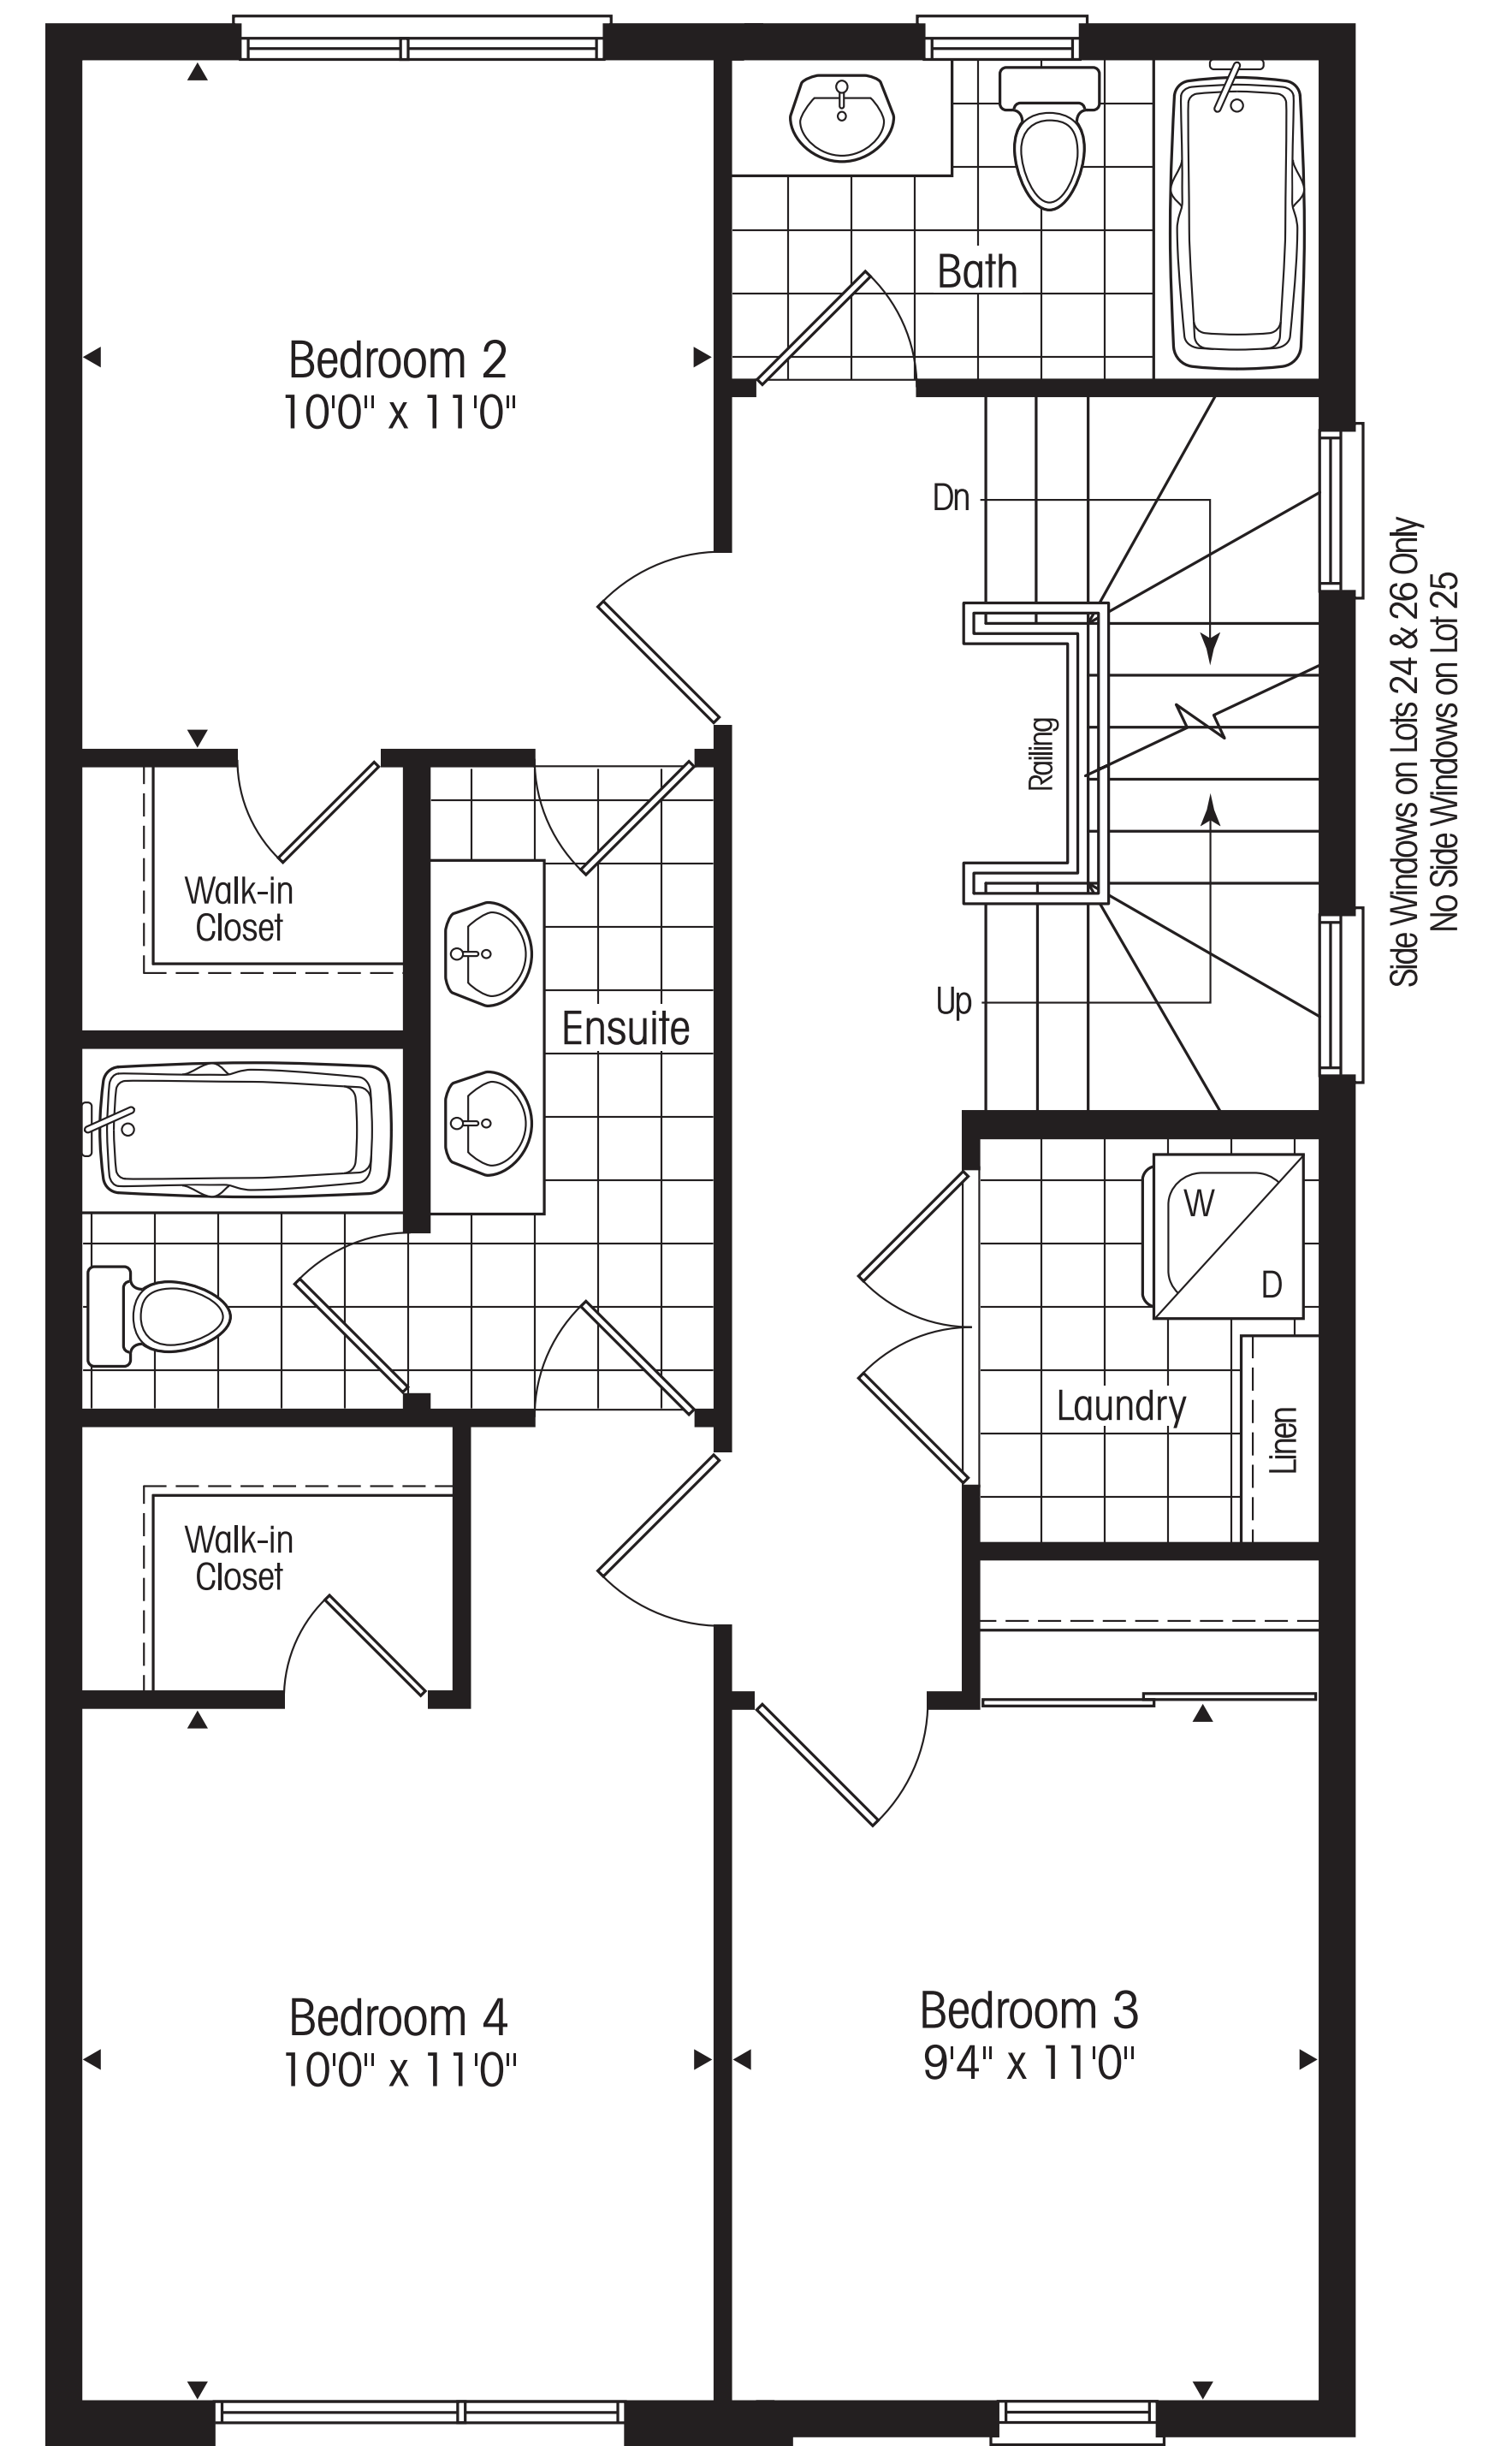 Bath
Bedroom 2
10'0" x 11'0"
Dn
Side Windows on Lots 24 & 26 Only
No Side Windows on Lot 25
Railing
Walk-in
Closet
Up
Ensuite
W
D
Laundry
Linen
Walk-in
Closet
Bedroom 4
10'0" x 11'0"
Bedroom 3
9'4" x 11'0"